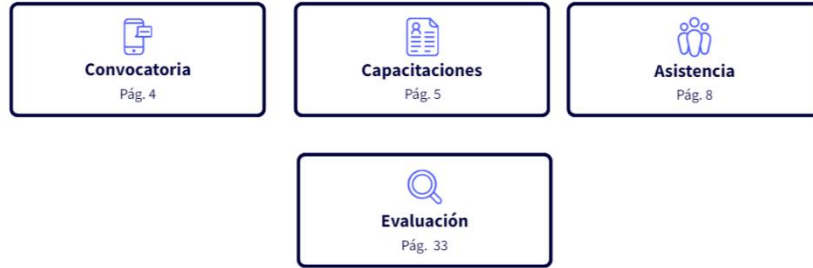 Convocatoria
Pág. 4
Capacitaciones
Pág. 5
Asistencia
Pág. 8
Evaluación
Pág. 33